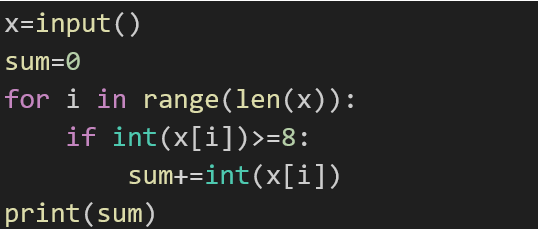 x=input()
sum=0
for i in range(len(x)):
    if int(x[i])>=8:
        sum+=int(x[i])
print(sum)